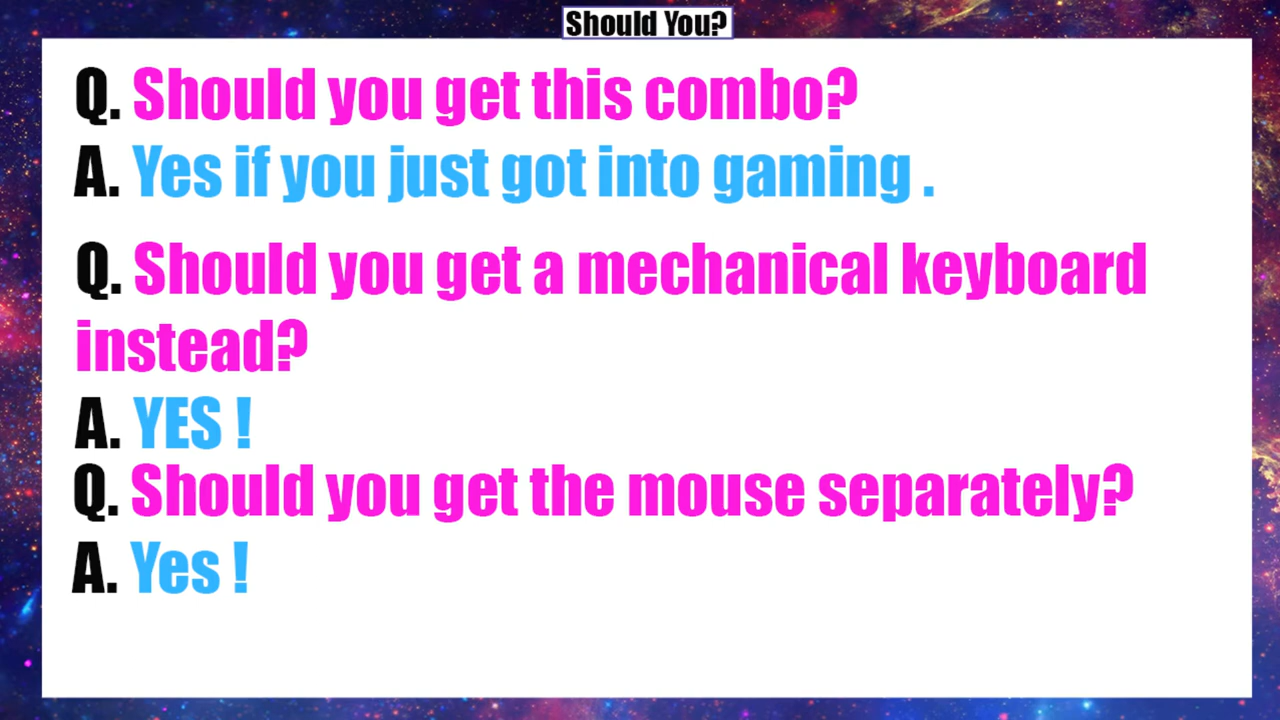 Should You?
Q. Should you get this combo?
A. Yes if you just got into gaming .
Q. Should you get a mechanical keyboard
instead?
A. YES !
Q. Should you get the mouse separately?
A. Yes !